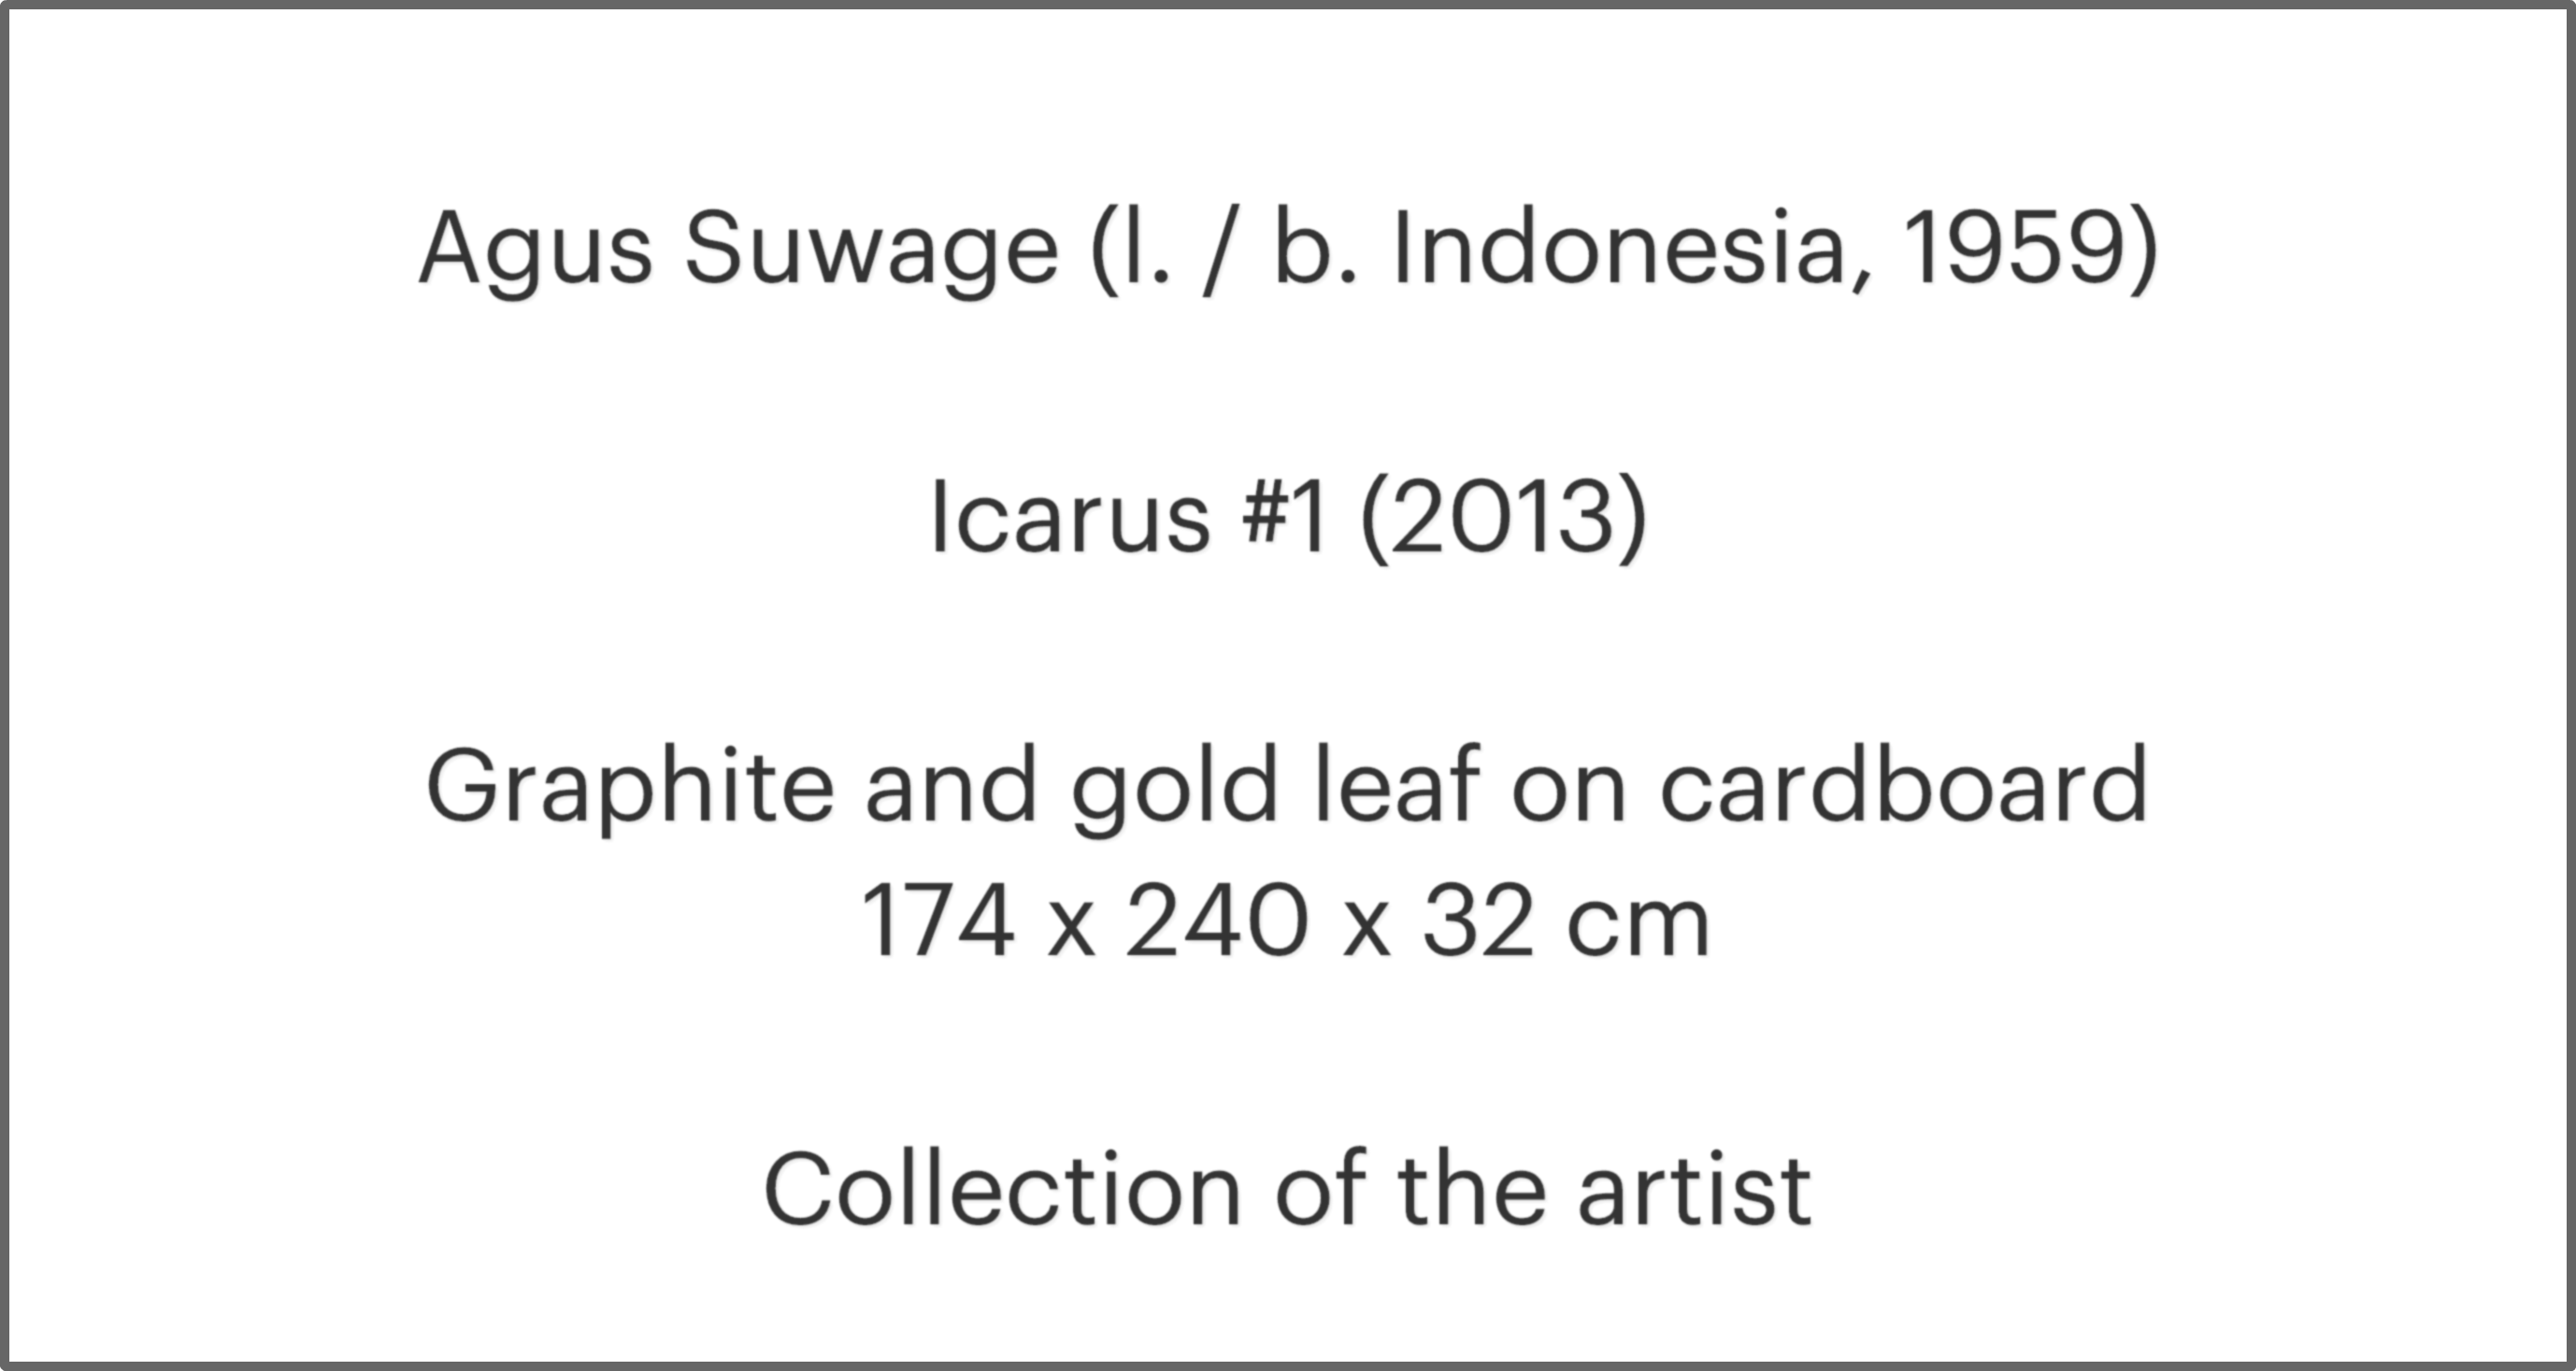 Agus Suwage (l. / b. Indonesia, 1959)
Icarus #1 (2013)
Graphite and gold leaf on cardboard
174 x 240 x 32 cm
Collection of the artist